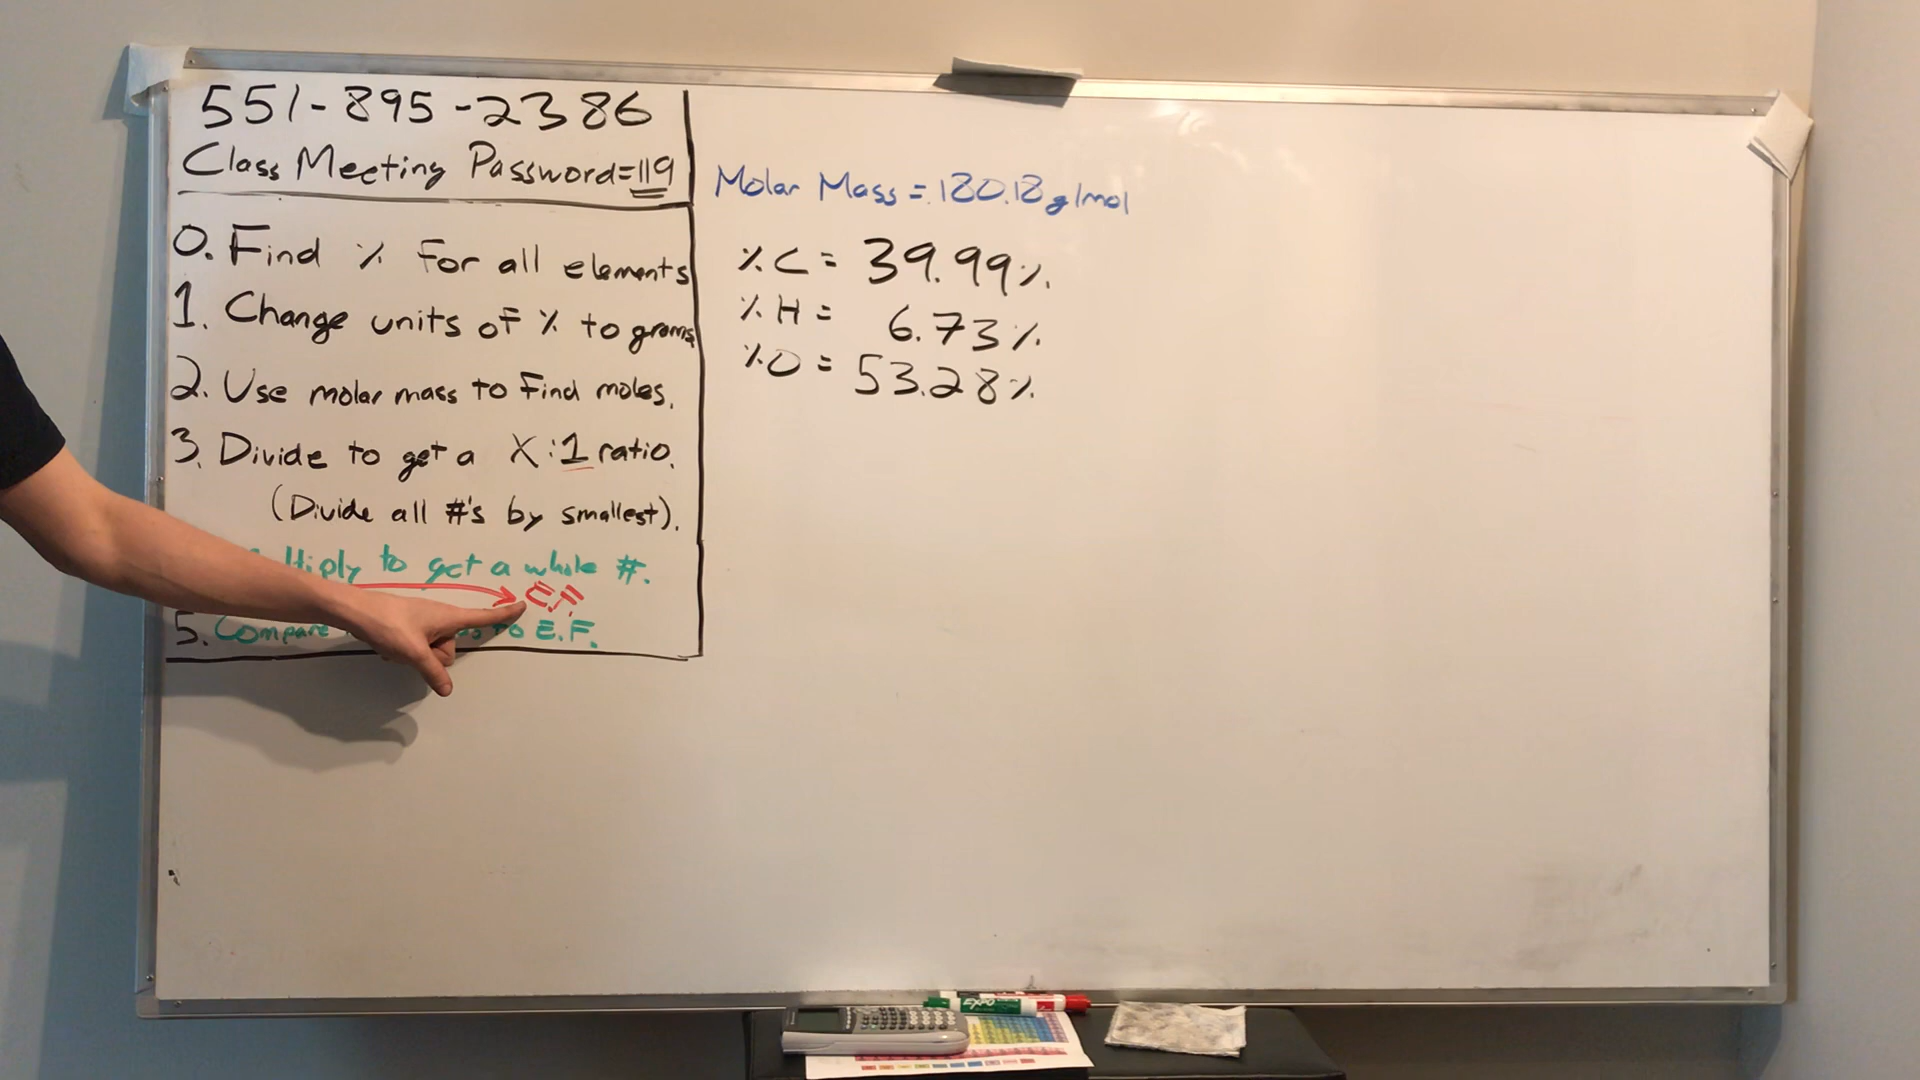 551-895-2386
Class Meeting Password=119
0. Find % for all elements
1. Change units of % to grams
2. Use molar mass to find moles.
3. Divide to get a X:1 ratio.
(Divide all #'s by smallest).
to get a whole #.
E.F.
5. Compare to E.F.
Molar Mass = 180.18 g/mol
%C = 39.99%
%H = 6.73%
%O = 53.28%
EXPO